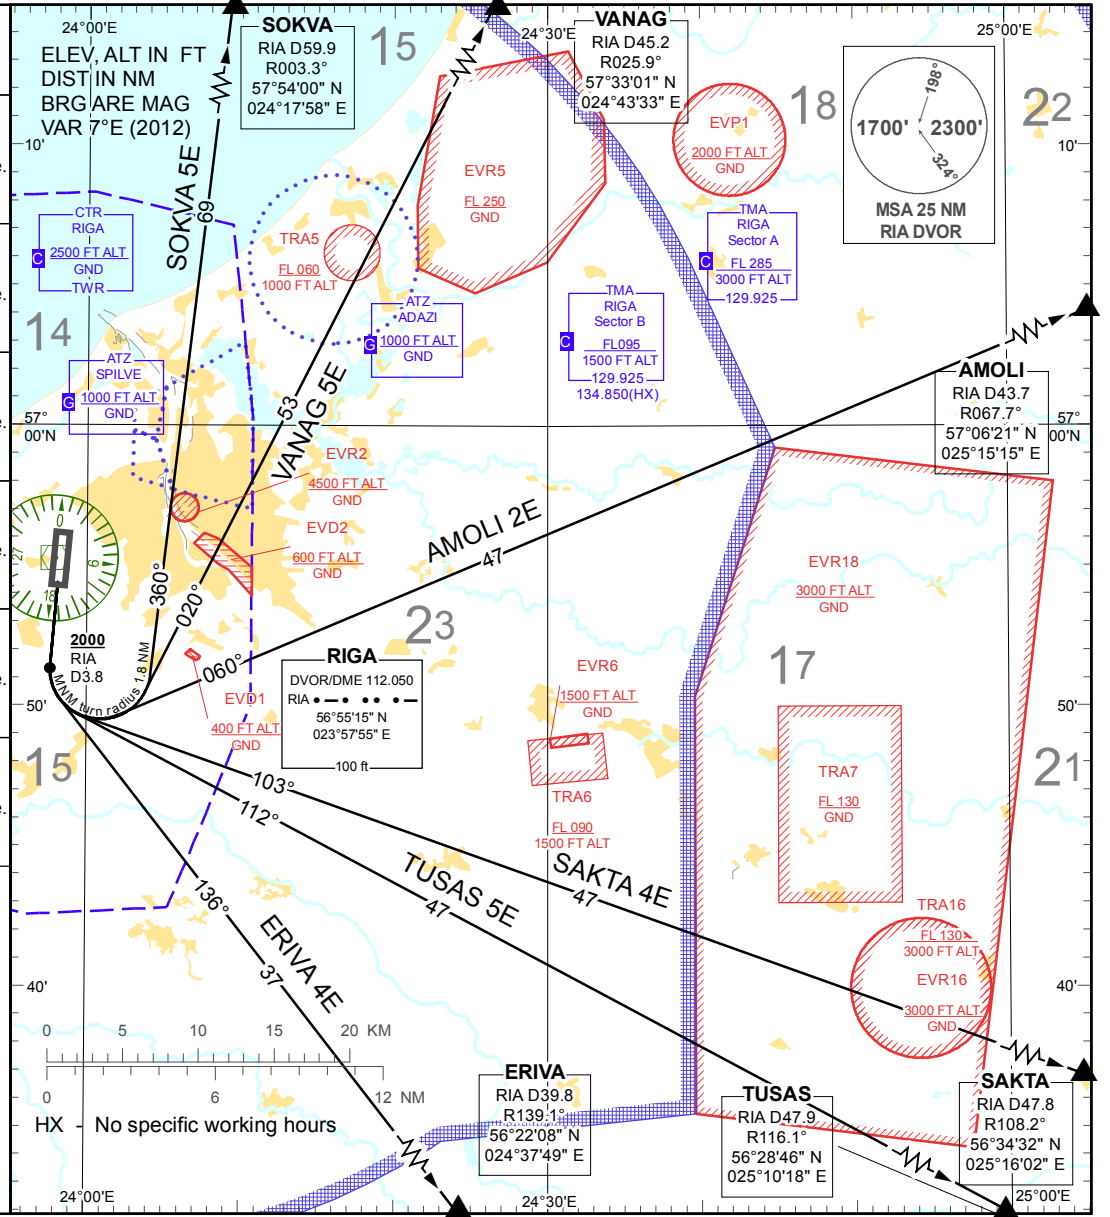 24°00'E
SOKVA
RIA D59.9
R003.3°
57°54'00" N
024°17'58" E
15
24°30'E
VANAG
RIA D45.2
R025.9°
57°33'01" N
024°43'33" E
25°00'E
ELEV, ALT IN FT
DIST IN NM
BRG ARE MAG
VAR 7°E (2012)
10'
EVP1
2000 FT ALT
GND
18
198°
1700' 2300'
324°
MSA 25 NM
RIA DVOR
22
10'
EVR5
FL 250
GND
SOKVA 5E
69
CTR
RIGA
C 2500 FT ALT
GND
TWR
TRA5
FL 060
1000 FT ALT
TMA
RIGA
Sector A
C FL 285
3000 FT ALT
129.925
ATZ
ADAZI
G 1000 FT ALT
GND
TMA
RIGA
Sector B
C FL095
1500 FT ALT
129.925
134.850(HX)
14
ATZ
SPILVE
G 1000 FT ALT
GND
VANAG 5E
53
AMOLI
RIA D43.7
R067.7°
57°06'21" N
025°15'15" E
57°
00'N
57°
00'N
EVR2
4500 FT ALT
GND
EVD2
600 FT ALT
GND
AMOLI 2E
47
0
9
18
27
EVR18
3000 FT ALT
GND
360°
020°
060°
23
2000
RIA
D3.8
MNM turn radius 1.8 NM
RIGA
DVOR/DME 112.050
RIA
56°55'15" N
023°57'55" E
100 ft
EVD1
400 FT ALT
GND
EVR6
1500 FT ALT
GND
17
50'
50'
15
TRA7
FL 130
GND
21
103°
112°
TRA6
FL 090
1500 FT ALT
TUSAS 5E
47
SAKTA 4E
47
136°
ERIVA 4E
37
TRA16
FL 130
3000 FT ALT
EVR16
3000 FT ALT
GND
40'
40'
0 5 10 15 20 KM
0 6 12 NM
HX - No specific working hours
ERIVA
RIA D39.8
R139.1°
56°22'08" N
024°37'49" E
TUSAS
RIA D47.9
R116.1°
56°28'46" N
025°10'18" E
SAKTA
RIA D47.8
R108.2°
56°34'32" N
025°16'02" E
24°00'E
24°30'E
25°00'E